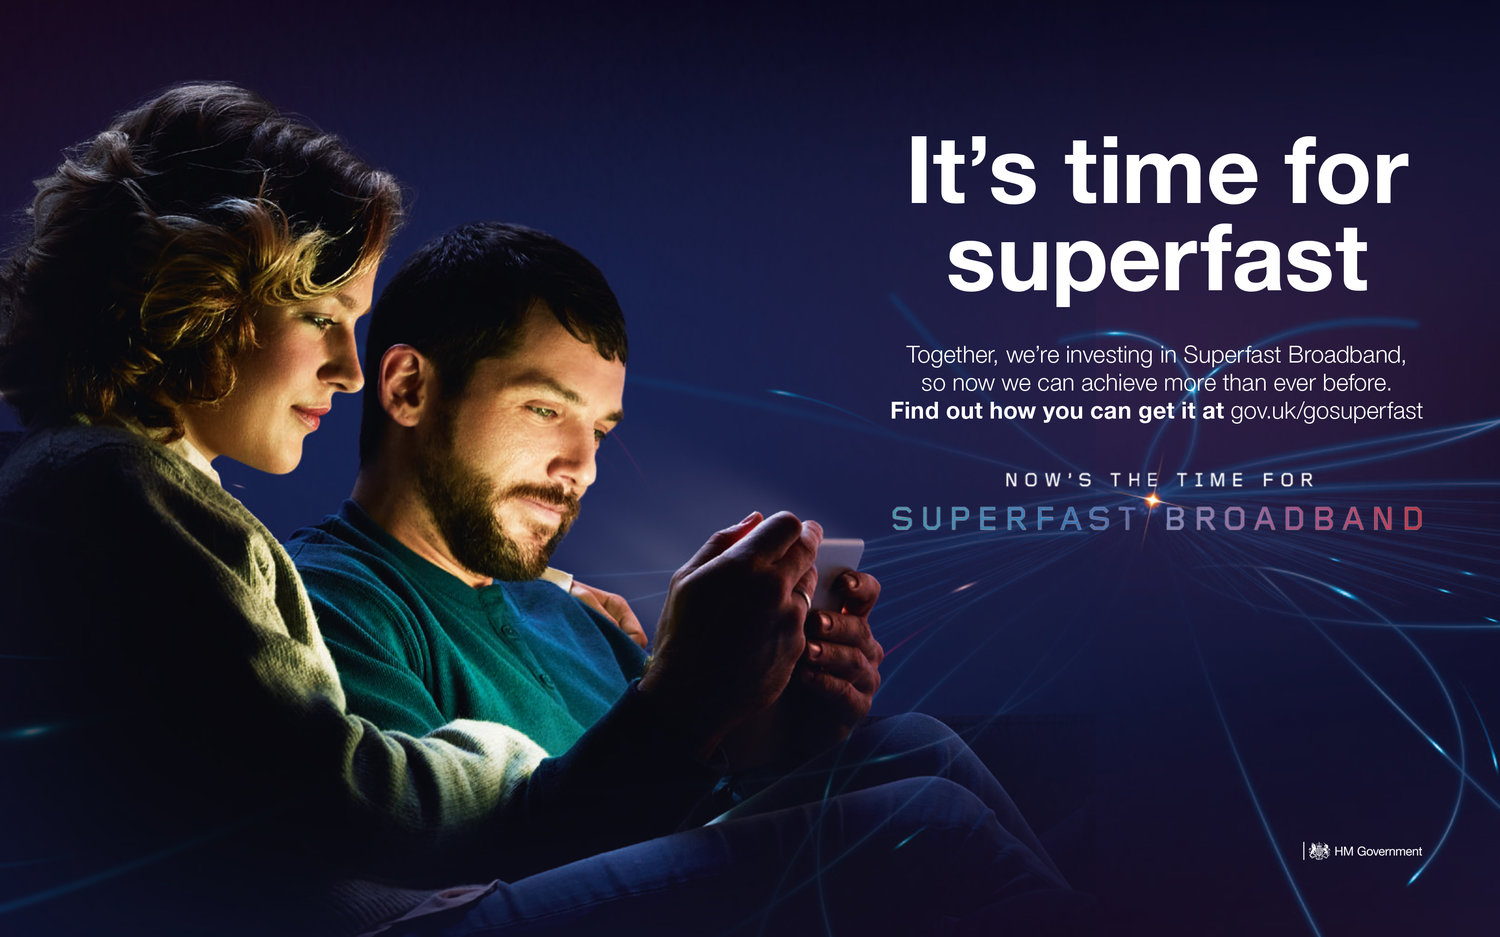 It’s time for
superfast
Together, we’re investing in Superfast Broadband,
so now we can achieve more than ever before.
Find out how you can get it at gov.uk/gosuperfast
NOW’S THE TIME FOR
SUPERFAST BROADBAND
HM Government